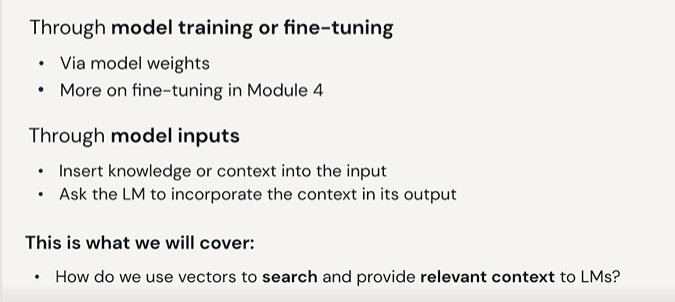 Through model training or fine-tuning
• Via model weights
• More on fine-tuning in Module 4
Through model inputs
• Insert knowledge or context into the input
• Ask the LM to incorporate the context in its output
This is what we will cover:
• How do we use vectors to search and provide relevant context to LMs?